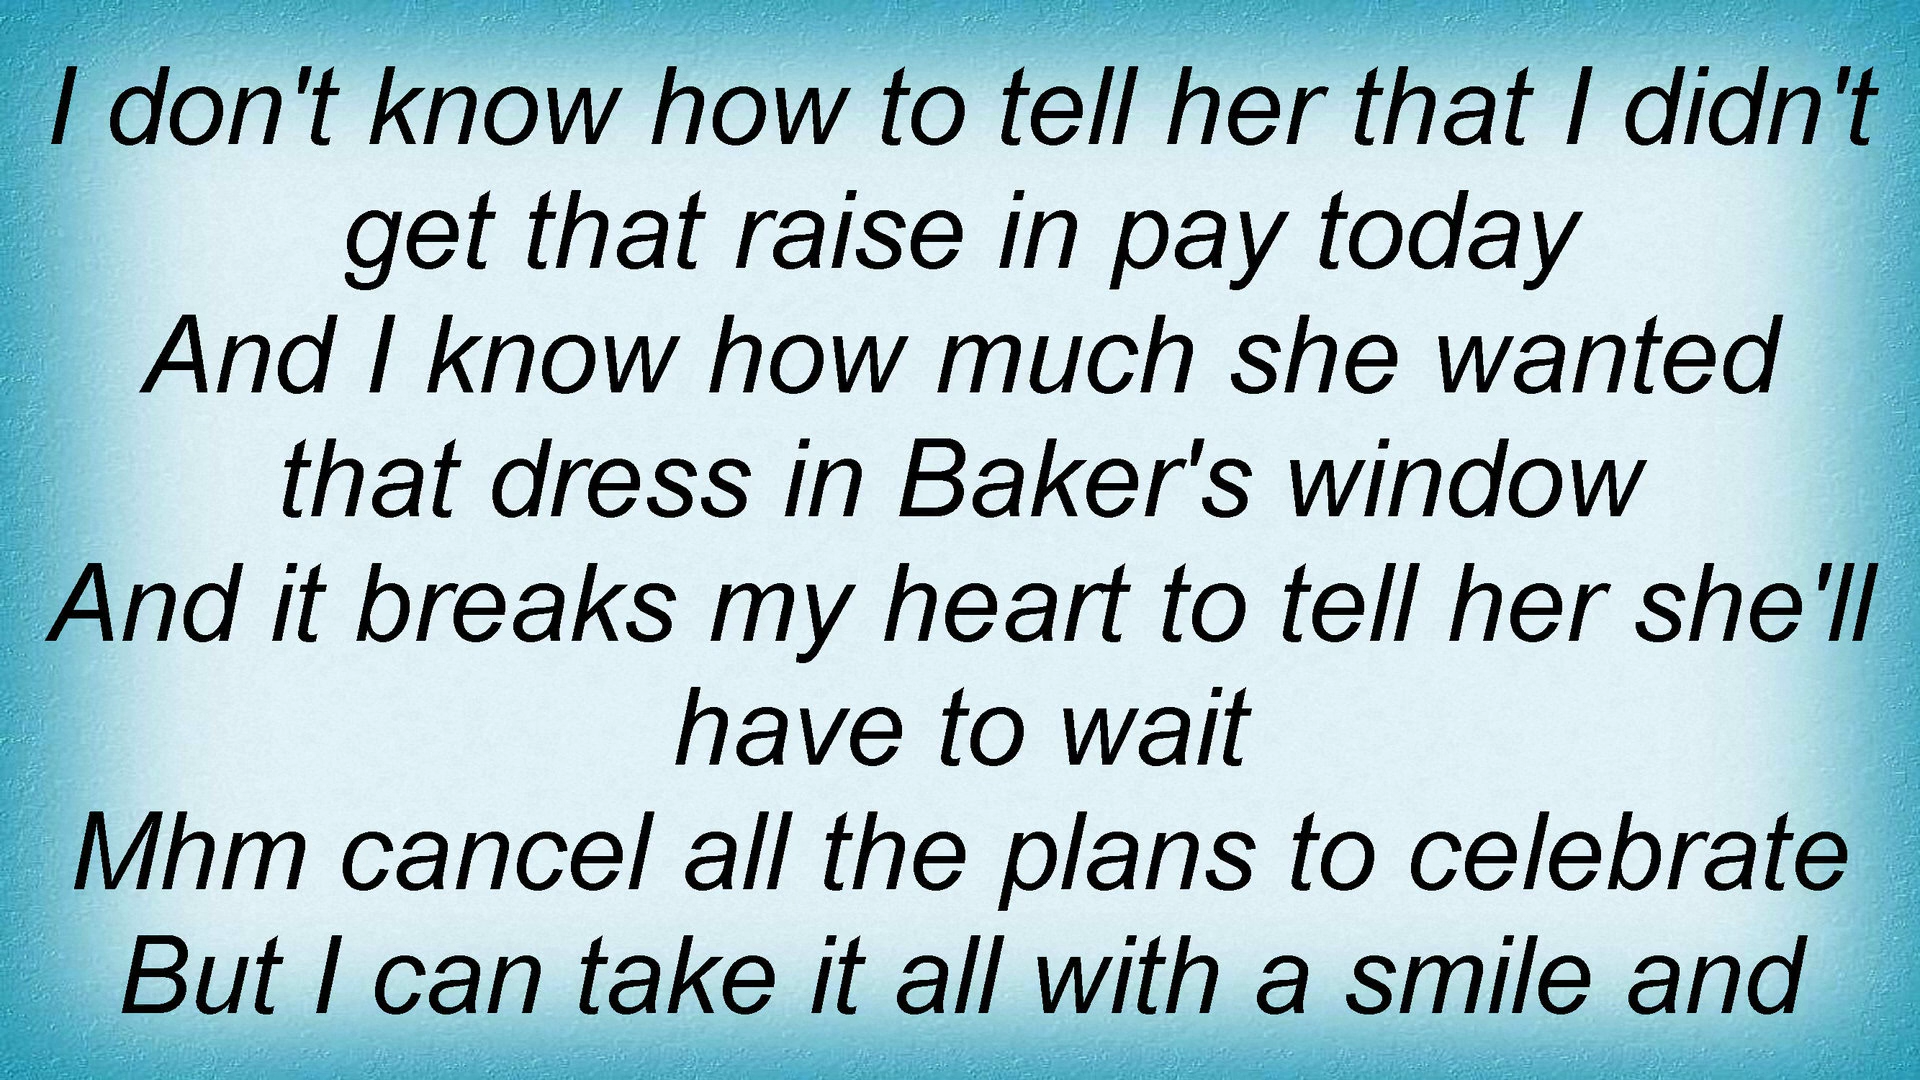 I don't know how to tell her that I didn't
get that raise in pay today
And I know how much she wanted
that dress in Baker's window
And it breaks my heart to tell her she'll
have to wait
Mhm cancel all the plans to celebrate
But I can take it all with a smile and